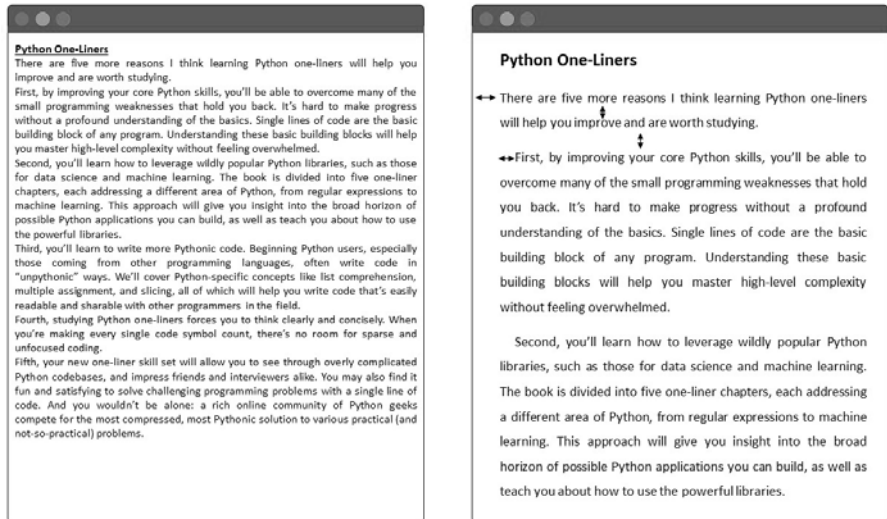 Python One-Liners
There are five more reasons I think learning Python one-liners will help you
improve and are worth studying.
First, by improving your core Python skills, you'll be able to overcome many of the
small programming weaknesses that hold you back. It's hard to make progress
without a profound understanding of the basics. Single lines of code are the basic
building block of any program. Understanding these basic building blocks will help
you master high-level complexity without feeling overwhelmed.
Second, you'll learn how to leverage wildly popular Python libraries, such as those
for data science and machine learning. The book is divided into five one-liner
chapters, each addressing a different area of Python, from regular expressions to
machine learning. This approach will give you insight into the broad horizon of
possible Python applications you can build, as well as teach you about how to use
the powerful libraries.
Third, you'll learn to write more Pythonic code. Beginning Python users, especially
those coming from other programming languages, often write code in
"unpythonic" ways. We'll cover Python-specific concepts like list comprehension,
multiple assignment, and slicing, all of which will help you write code that's easily
readable and sharable with other programmers in the field.
Fourth, studying Python one-liners forces you to think clearly and concisely. When
you're making every single code symbol count, there's no room for sparse and
unfocused coding.
Fifth, your new one-liner skill set will allow you to see through overly complicated
Python codebases, and impress friends and interviewers alike. You may also find it
fun and satisfying to solve challenging programming problems with a single line of
code. And you wouldn't be alone: a rich online community of Python geeks
compete for the most compressed, most Pythonic solution to various practical (and
not-so-practical) problems.
Python One-Liners
There are five more reasons I think learning Python one-liners
will help you improve and are worth studying.
First, by improving your core Python skills, you'll be able to
overcome many of the small programming weaknesses that hold
you back. It's hard to make progress without a profound
understanding of the basics. Single lines of code are the basic
building block of any program. Understanding these basic
building blocks will help you master high-level complexity
without feeling overwhelmed.
Second, you'll learn how to leverage wildly popular Python
libraries, such as those for data science and machine learning.
The book is divided into five one-liner chapters, each addressing
a different area of Python, from regular expressions to machine
learning. This approach will give you insight into the broad
horizon of possible Python applications you can build, as well as
teach you about how to use the powerful libraries.